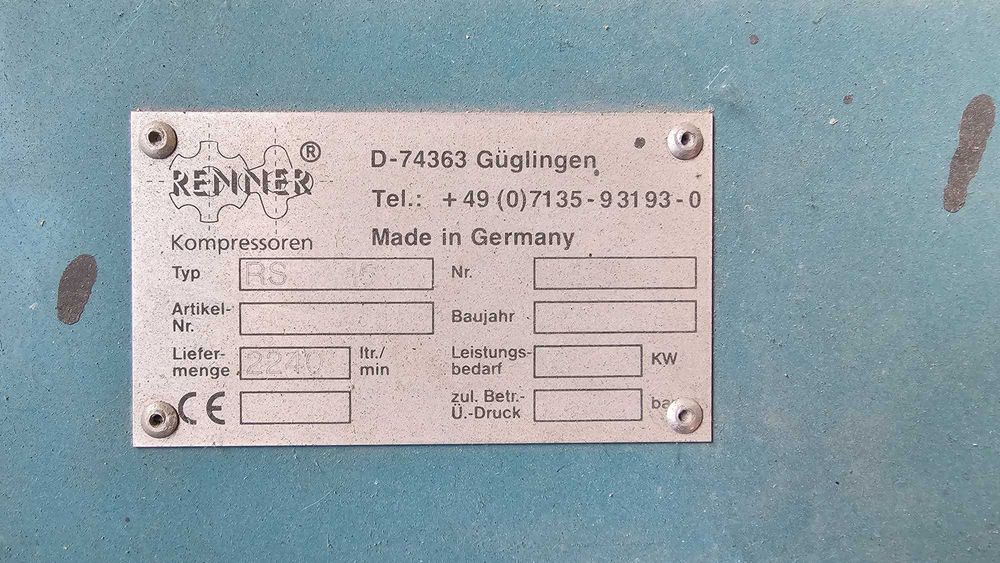 RENNER®
Kompressoren
D-74363 Güglingen
Tel.: +49 (0)7135-93193-0
Made in Germany
Typ RS
Nr.
Artikel-
Nr.
Baujahr
Liefer-
menge ltr./
min
Leistungs-
bedarf KW
zul. Betr.-
Ü.-Druck bar
CE